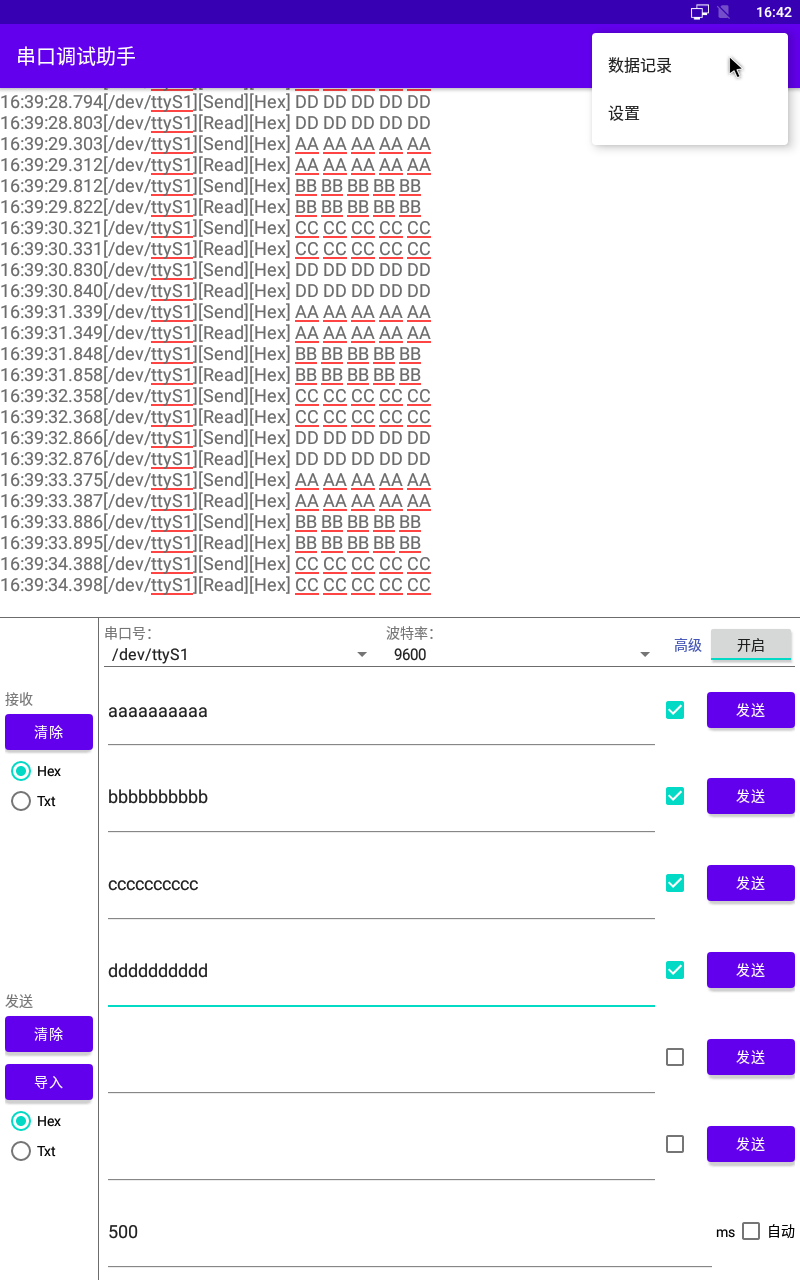 16:42
串口调试助手
数据记录
设置
16:39:28.794[/dev/ttyS1][Send][Hex] DD DD DD DD DD
16:39:28.803[/dev/ttyS1][Read][Hex] DD DD DD DD DD
16:39:29.303[/dev/ttyS1][Send][Hex] AA AA AA AA AA
16:39:29.312[/dev/ttyS1][Read][Hex] AA AA AA AA AA
16:39:29.812[/dev/ttyS1][Send][Hex] BB BB BB BB BB
16:39:29.822[/dev/ttyS1][Read][Hex] BB BB BB BB BB
16:39:30.321[/dev/ttyS1][Send][Hex] CC CC CC CC CC
16:39:30.331[/dev/ttyS1][Read][Hex] CC CC CC CC CC
16:39:30.830[/dev/ttyS1][Send][Hex] DD DD DD DD DD
16:39:30.840[/dev/ttyS1][Read][Hex] DD DD DD DD DD
16:39:31.339[/dev/ttyS1][Send][Hex] AA AA AA AA AA
16:39:31.349[/dev/ttyS1][Read][Hex] AA AA AA AA AA
16:39:31.848[/dev/ttyS1][Send][Hex] BB BB BB BB BB
16:39:31.858[/dev/ttyS1][Read][Hex] BB BB BB BB BB
16:39:32.358[/dev/ttyS1][Send][Hex] CC CC CC CC CC
16:39:32.368[/dev/ttyS1][Read][Hex] CC CC CC CC CC
16:39:32.866[/dev/ttyS1][Send][Hex] DD DD DD DD DD
16:39:32.876[/dev/ttyS1][Read][Hex] DD DD DD DD DD
16:39:33.375[/dev/ttyS1][Send][Hex] AA AA AA AA AA
16:39:33.387[/dev/ttyS1][Read][Hex] AA AA AA AA AA
16:39:33.886[/dev/ttyS1][Send][Hex] BB BB BB BB BB
16:39:33.895[/dev/ttyS1][Read][Hex] BB BB BB BB BB
16:39:34.388[/dev/ttyS1][Send][Hex] CC CC CC CC CC
16:39:34.398[/dev/ttyS1][Read][Hex] CC CC CC CC CC
串口号: 波特率:
/dev/ttyS1 9600 高级 开启
接收
清除
Hex
Txt
发送
清除
导入
Hex
Txt
aaaaaaaaaa 发送
bbbbbbbbbb 发送
cccccccccc 发送
dddddddddd 发送
发送
发送
500 ms 自动